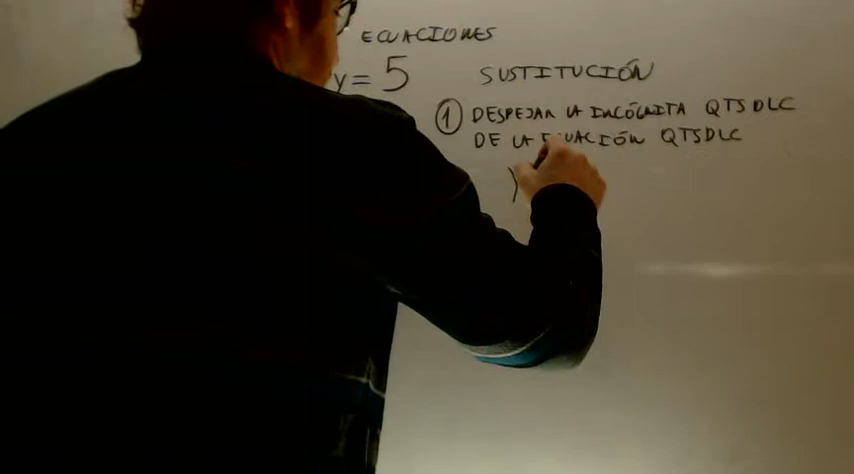 ECUACIONES
y = 5
SUSTITUCIÓN
① DESPEJAR LA INCÓGNITA QTSDLC
DE LA ECUACIÓN QTSDLC
y